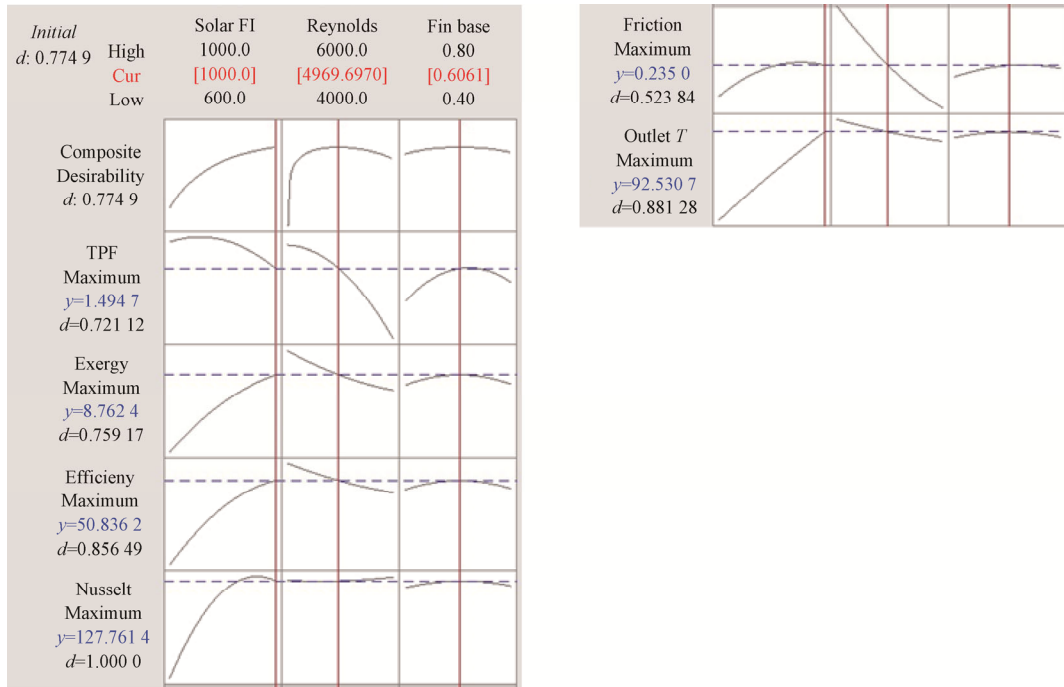 Initial
d: 0.774 9
Solar FI Reynolds Fin base
High 1000.0 6000.0 0.80
Cur [1000.0] [4969.6970] [0.6061]
Low 600.0 4000.0 0.40
Composite
Desirability
d: 0.774 9
TPF
Maximum
y=1.494 7
d=0.721 12
Exergy
Maximum
y=8.762 4
d=0.759 17
Efficieny
Maximum
y=50.836 2
d=0.856 49
Nusselt
Maximum
y=127.761 4
d=1.000 0
Friction
Maximum
y=0.235 0
d=0.523 84
Outlet T
Maximum
y=92.530 7
d=0.881 28